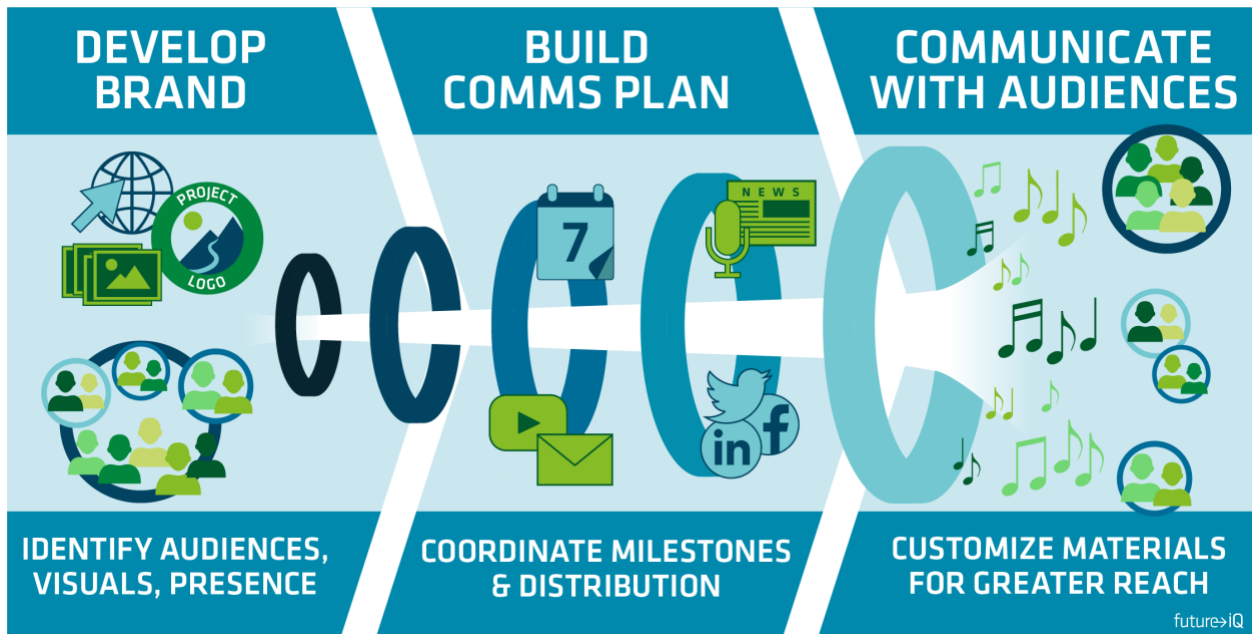 DEVELOP
BRAND
BUILD
COMMS PLAN
COMMUNICATE
WITH AUDIENCES
PROJECT
LOGO
7
NEWS
in
f
IDENTIFY AUDIENCES,
VISUALS, PRESENCE
COORDINATE MILESTONES
& DISTRIBUTION
CUSTOMIZE MATERIALS
FOR GREATER REACH
future→iQ